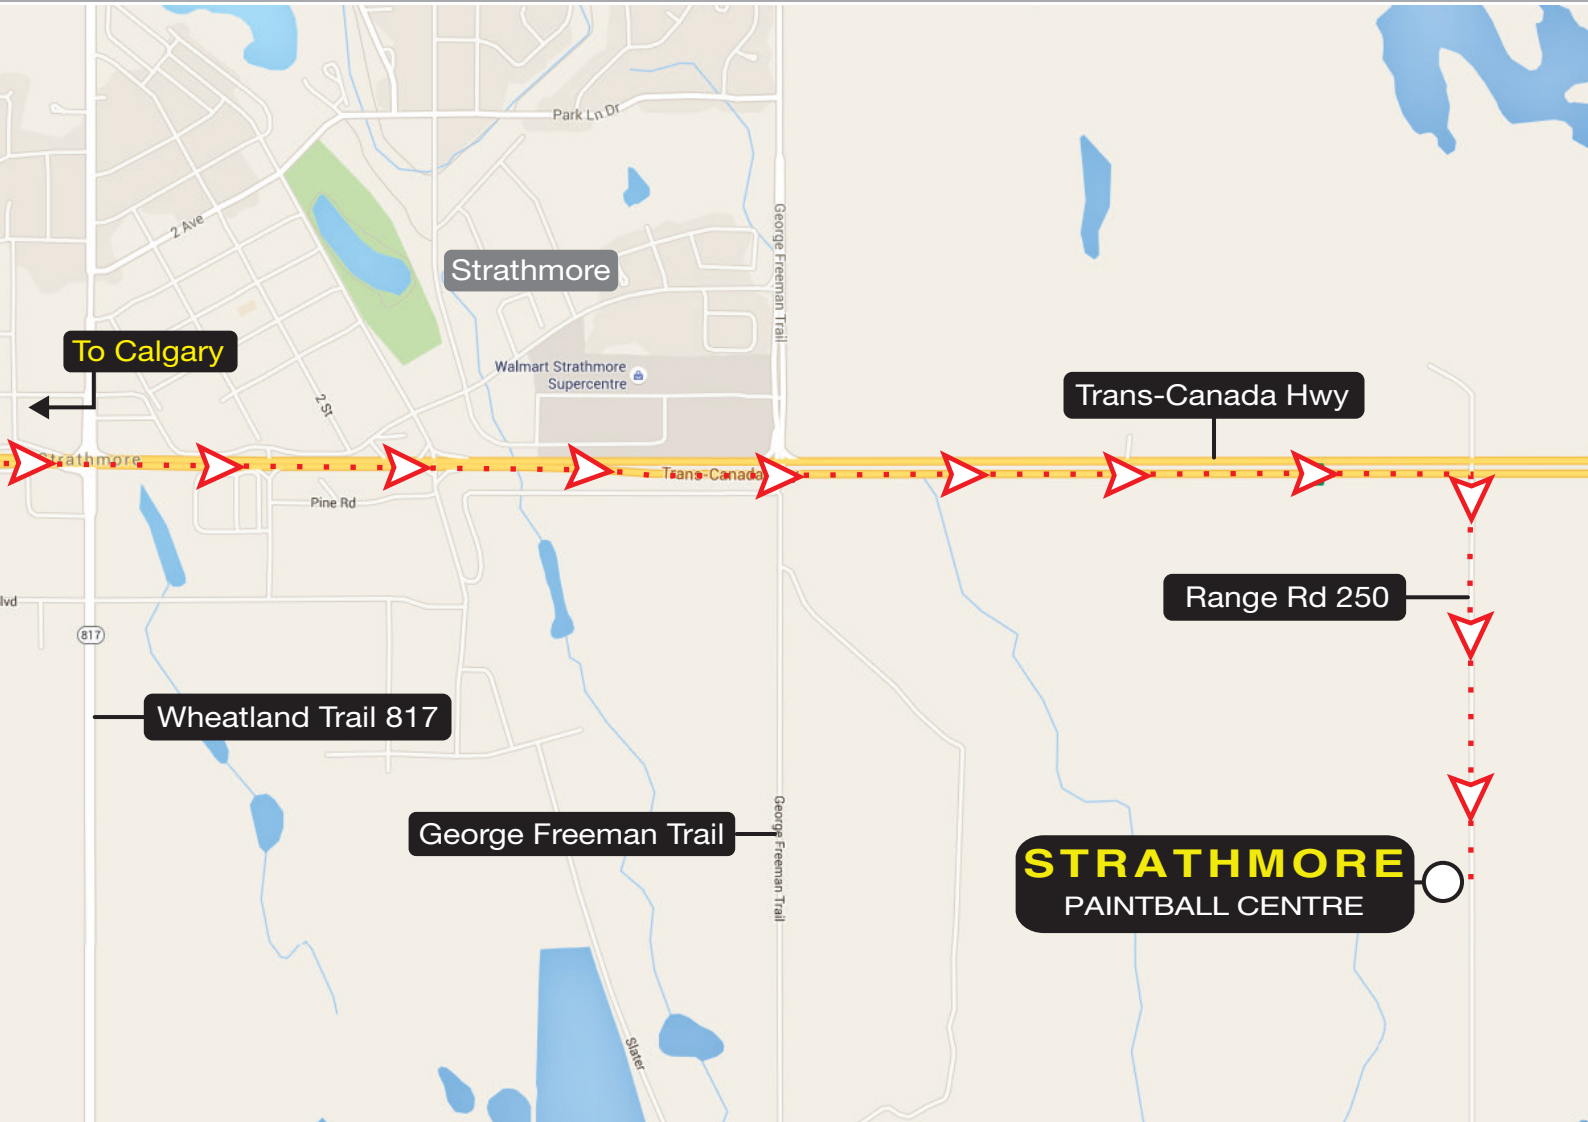 Park Ln Dr
2 Ave
George Freeman Trail
Strathmore
To Calgary
Walmart Strathmore
Supercentre
2 St
Trans-Canada Hwy
Strathmore
Trans-Canada
Pine Rd
Range Rd 250
lvd
817
Wheatland Trail 817
George Freeman Trail
George Freeman Trail
STRATHMORE
PAINTBALL CENTRE
Slater